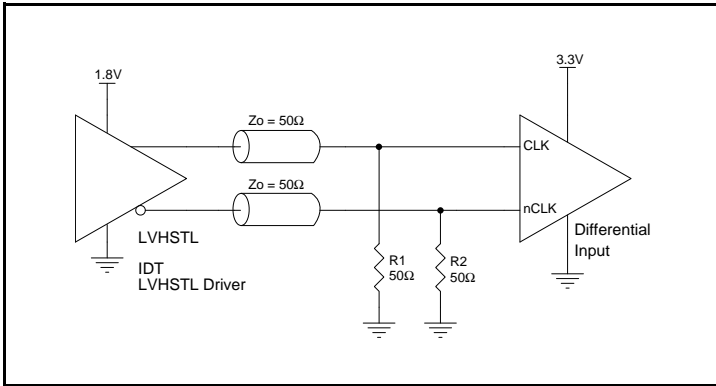 1.8V
3.3V
Zo = 50Ω
CLK
Zo = 50Ω
nCLK
LVHSTL
Differential
Input
IDT
LVHSTL Driver
R1
50Ω
R2
50Ω